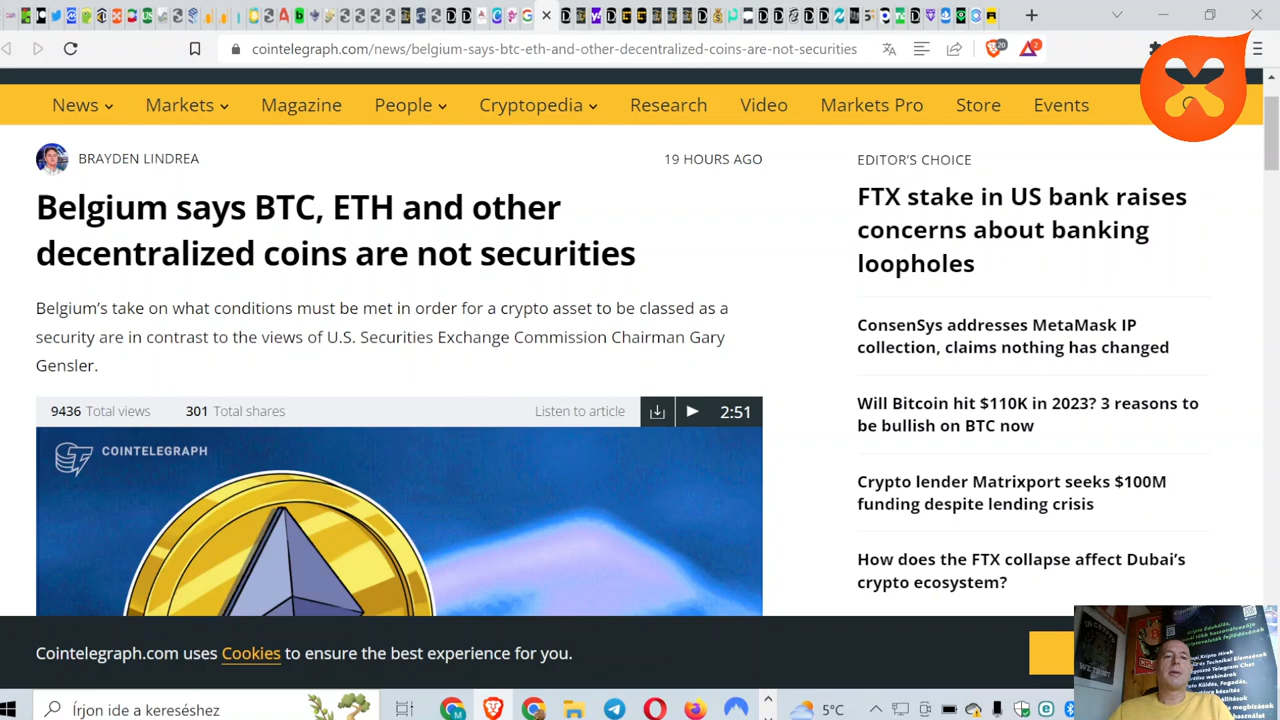 cointelegraph.com/news/belgium-says-btc-eth-and-other-decentralized-coins-are-not-securities
20
2
News Markets Magazine People Cryptopedia Research Video Markets Pro Store Events
BRAYDEN LINDREA
19 HOURS AGO
Belgium says BTC, ETH and other
decentralized coins are not securities
Belgium’s take on what conditions must be met in order for a crypto asset to be classed as a
security are in contrast to the views of U.S. Securities Exchange Commission Chairman Gary
Gensler.
9436 Total views 301 Total shares Listen to article 2:51
COINTELEGRAPH
EDITOR’S CHOICE
FTX stake in US bank raises
concerns about banking
loopholes
ConsenSys addresses MetaMask IP
collection, claims nothing has changed
Will Bitcoin hit $110K in 2023? 3 reasons to
be bullish on BTC now
Crypto lender Matrixport seeks $100M
funding despite lending crisis
How does the FTX collapse affect Dubai’s
crypto ecosystem?
Cointelegraph.com uses Cookies to ensure the best experience for you.
IN CRYPTO
WE TRUST
Írjon ide a kereséshez
5°C